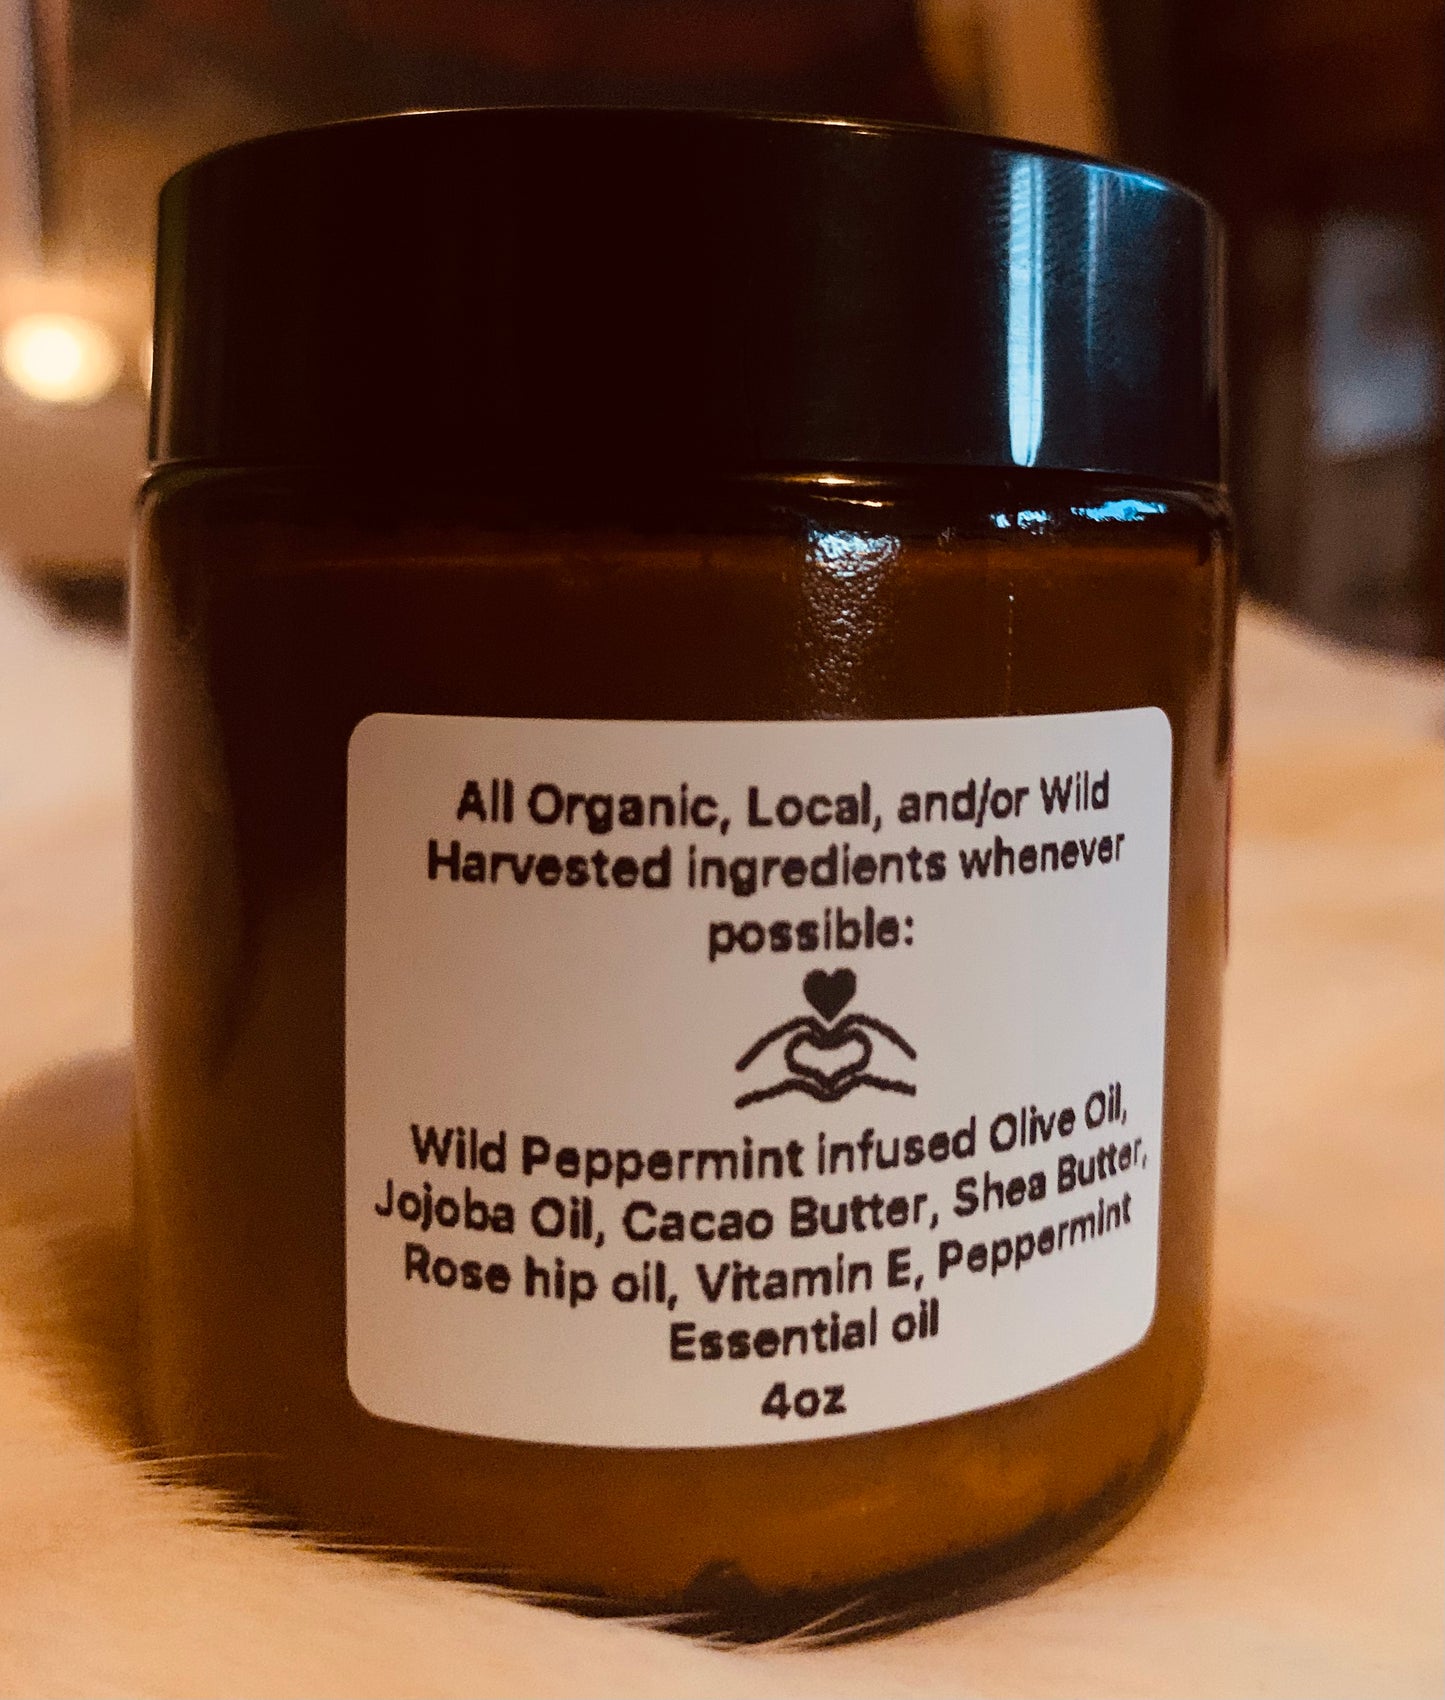 All Organic, Local, and/or Wild
Harvested ingredients whenever
possible:
Wild Peppermint infused Olive Oil,
Jojoba Oil, Cacao Butter, Shea Butter,
Rose hip oil, Vitamin E, Peppermint
Essential oil
4oz